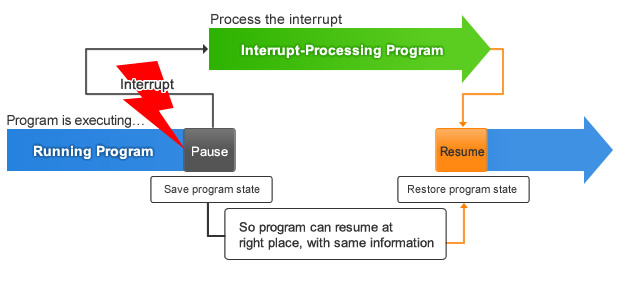 Process the interrupt
Interrupt-Processing Program
Interrupt
Program is executing...
Running Program
Pause
Resume
Save program state
Restore program state
So program can resume at
right place, with same information